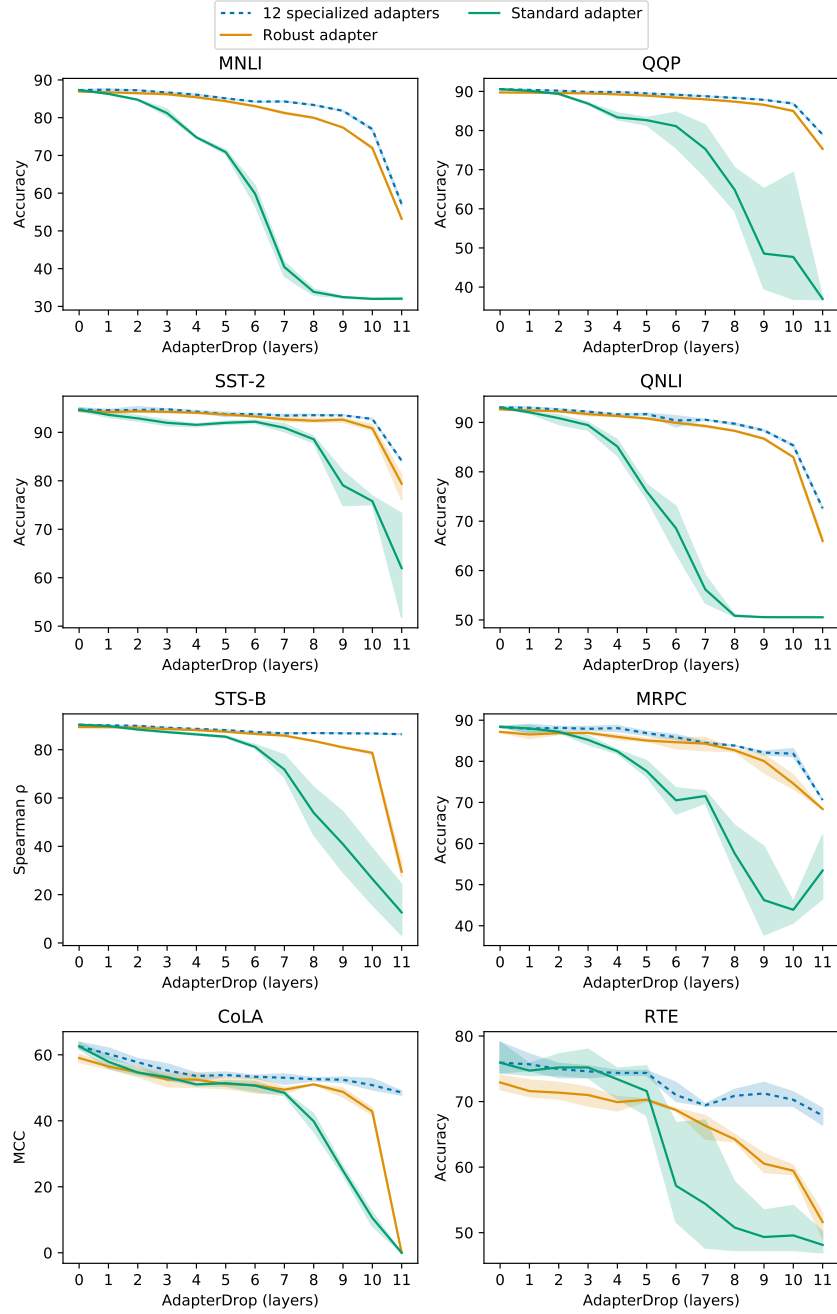 12 specialized adapters
Robust adapter
Standard adapter
MNLI
90
80
70
60
50
40
30
Accuracy
0 1 2 3 4 5 6 7 8 9 10 11
AdapterDrop (layers)
QQP
90
80
70
60
50
40
Accuracy
0 1 2 3 4 5 6 7 8 9 10 11
AdapterDrop (layers)
SST-2
90
80
70
60
50
Accuracy
0 1 2 3 4 5 6 7 8 9 10 11
AdapterDrop (layers)
QNLI
90
80
70
60
50
Accuracy
0 1 2 3 4 5 6 7 8 9 10 11
AdapterDrop (layers)
STS-B
80
60
40
20
0
Spearman ρ
0 1 2 3 4 5 6 7 8 9 10 11
AdapterDrop (layers)
MRPC
90
80
70
60
50
40
Accuracy
0 1 2 3 4 5 6 7 8 9 10 11
AdapterDrop (layers)
CoLA
60
40
20
0
MCC
0 1 2 3 4 5 6 7 8 9 10 11
AdapterDrop (layers)
RTE
80
70
60
50
Accuracy
0 1 2 3 4 5 6 7 8 9 10 11
AdapterDrop (layers)